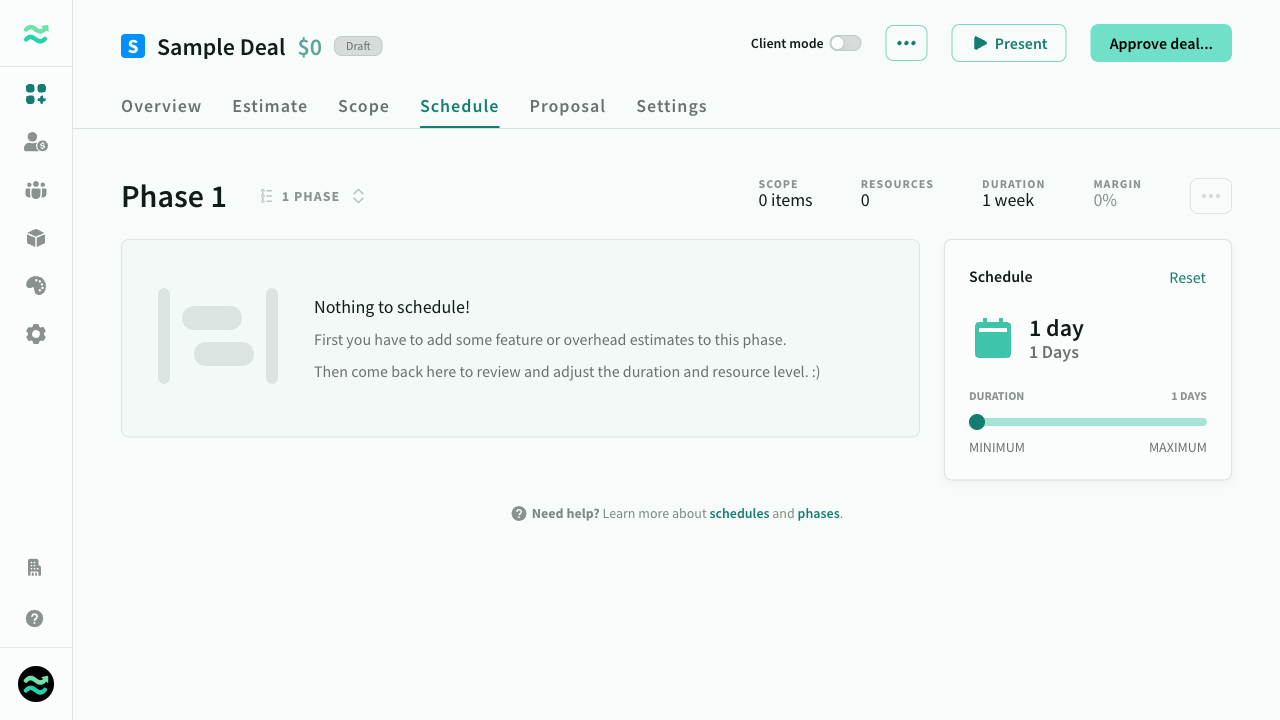 S Sample Deal $0 Draft
Client mode
Present
Approve deal...
Overview Estimate Scope Schedule Proposal Settings
Phase 1
1 PHASE
SCOPE
0 items
RESOURCES
0
DURATION
1 week
MARGIN
0%
Nothing to schedule!
First you have to add some feature or overhead estimates to this phase.
Then come back here to review and adjust the duration and resource level. :)
Schedule Reset
1 day
1 Days
DURATION 1 DAYS
MINIMUM MAXIMUM
Need help? Learn more about schedules and phases.